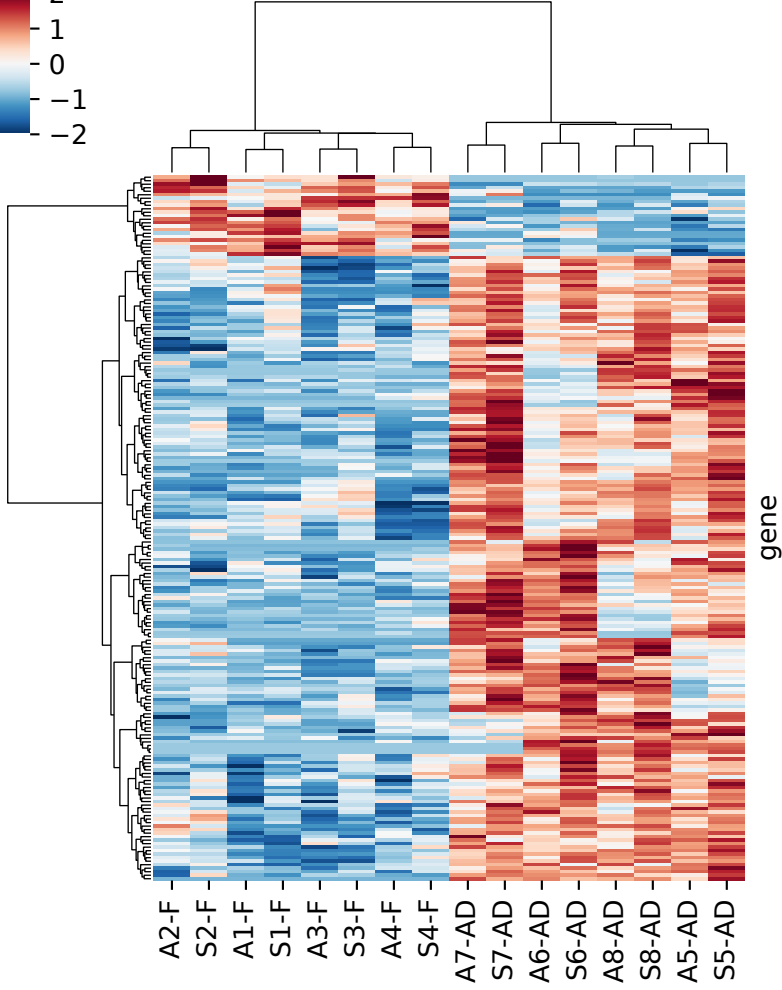 2
0
−1
−2
gene
A2-F
S2-F
A1-F
S1-F
A3-F
S3-F
A4-F
S4-F
A7-AD
S7-AD
A6-AD
S6-AD
A8-AD
S8-AD
A5-AD
S5-AD